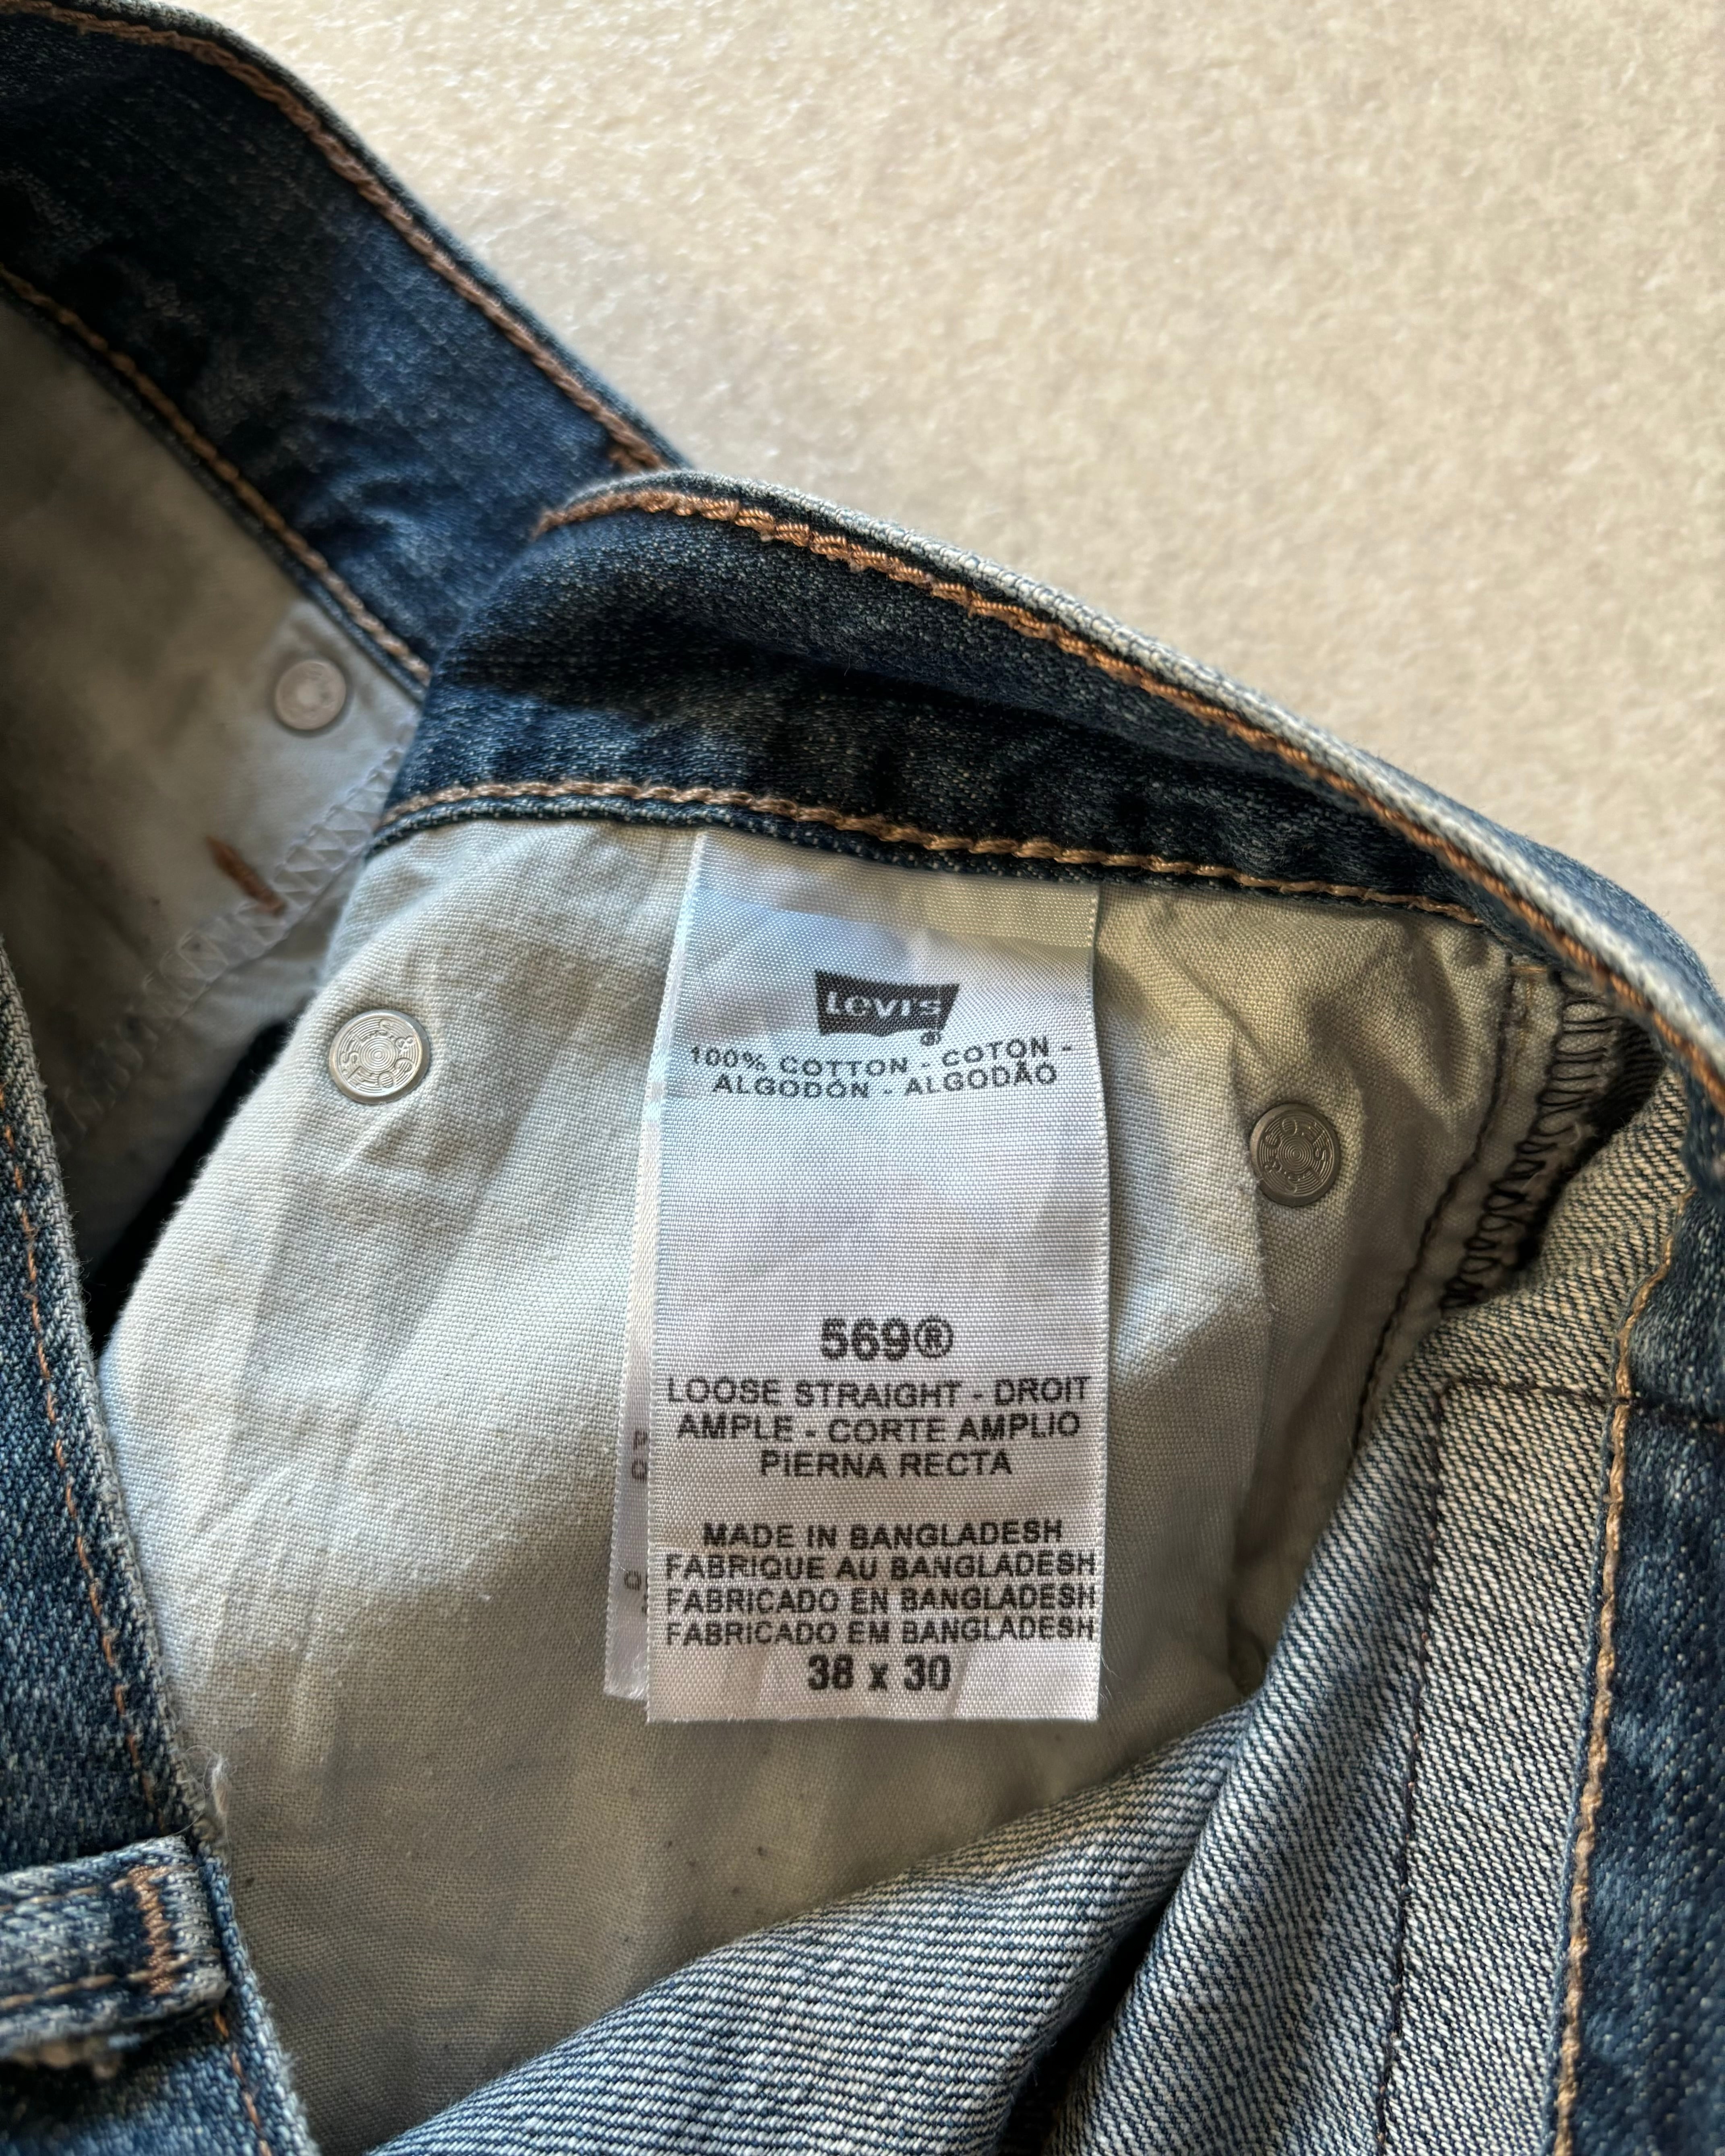 Levi's
®
100% COTTON - COTON -
ALGODÓN - ALGODÃO
569®
LOOSE STRAIGHT - DROIT
AMPLE - CORTE AMPLIO
PIERNA RECTA
MADE IN BANGLADESH
FABRIQUE AU BANGLADESH
FABRICADO EN BANGLADESH
FABRICADO EM BANGLADESH
38 x 30